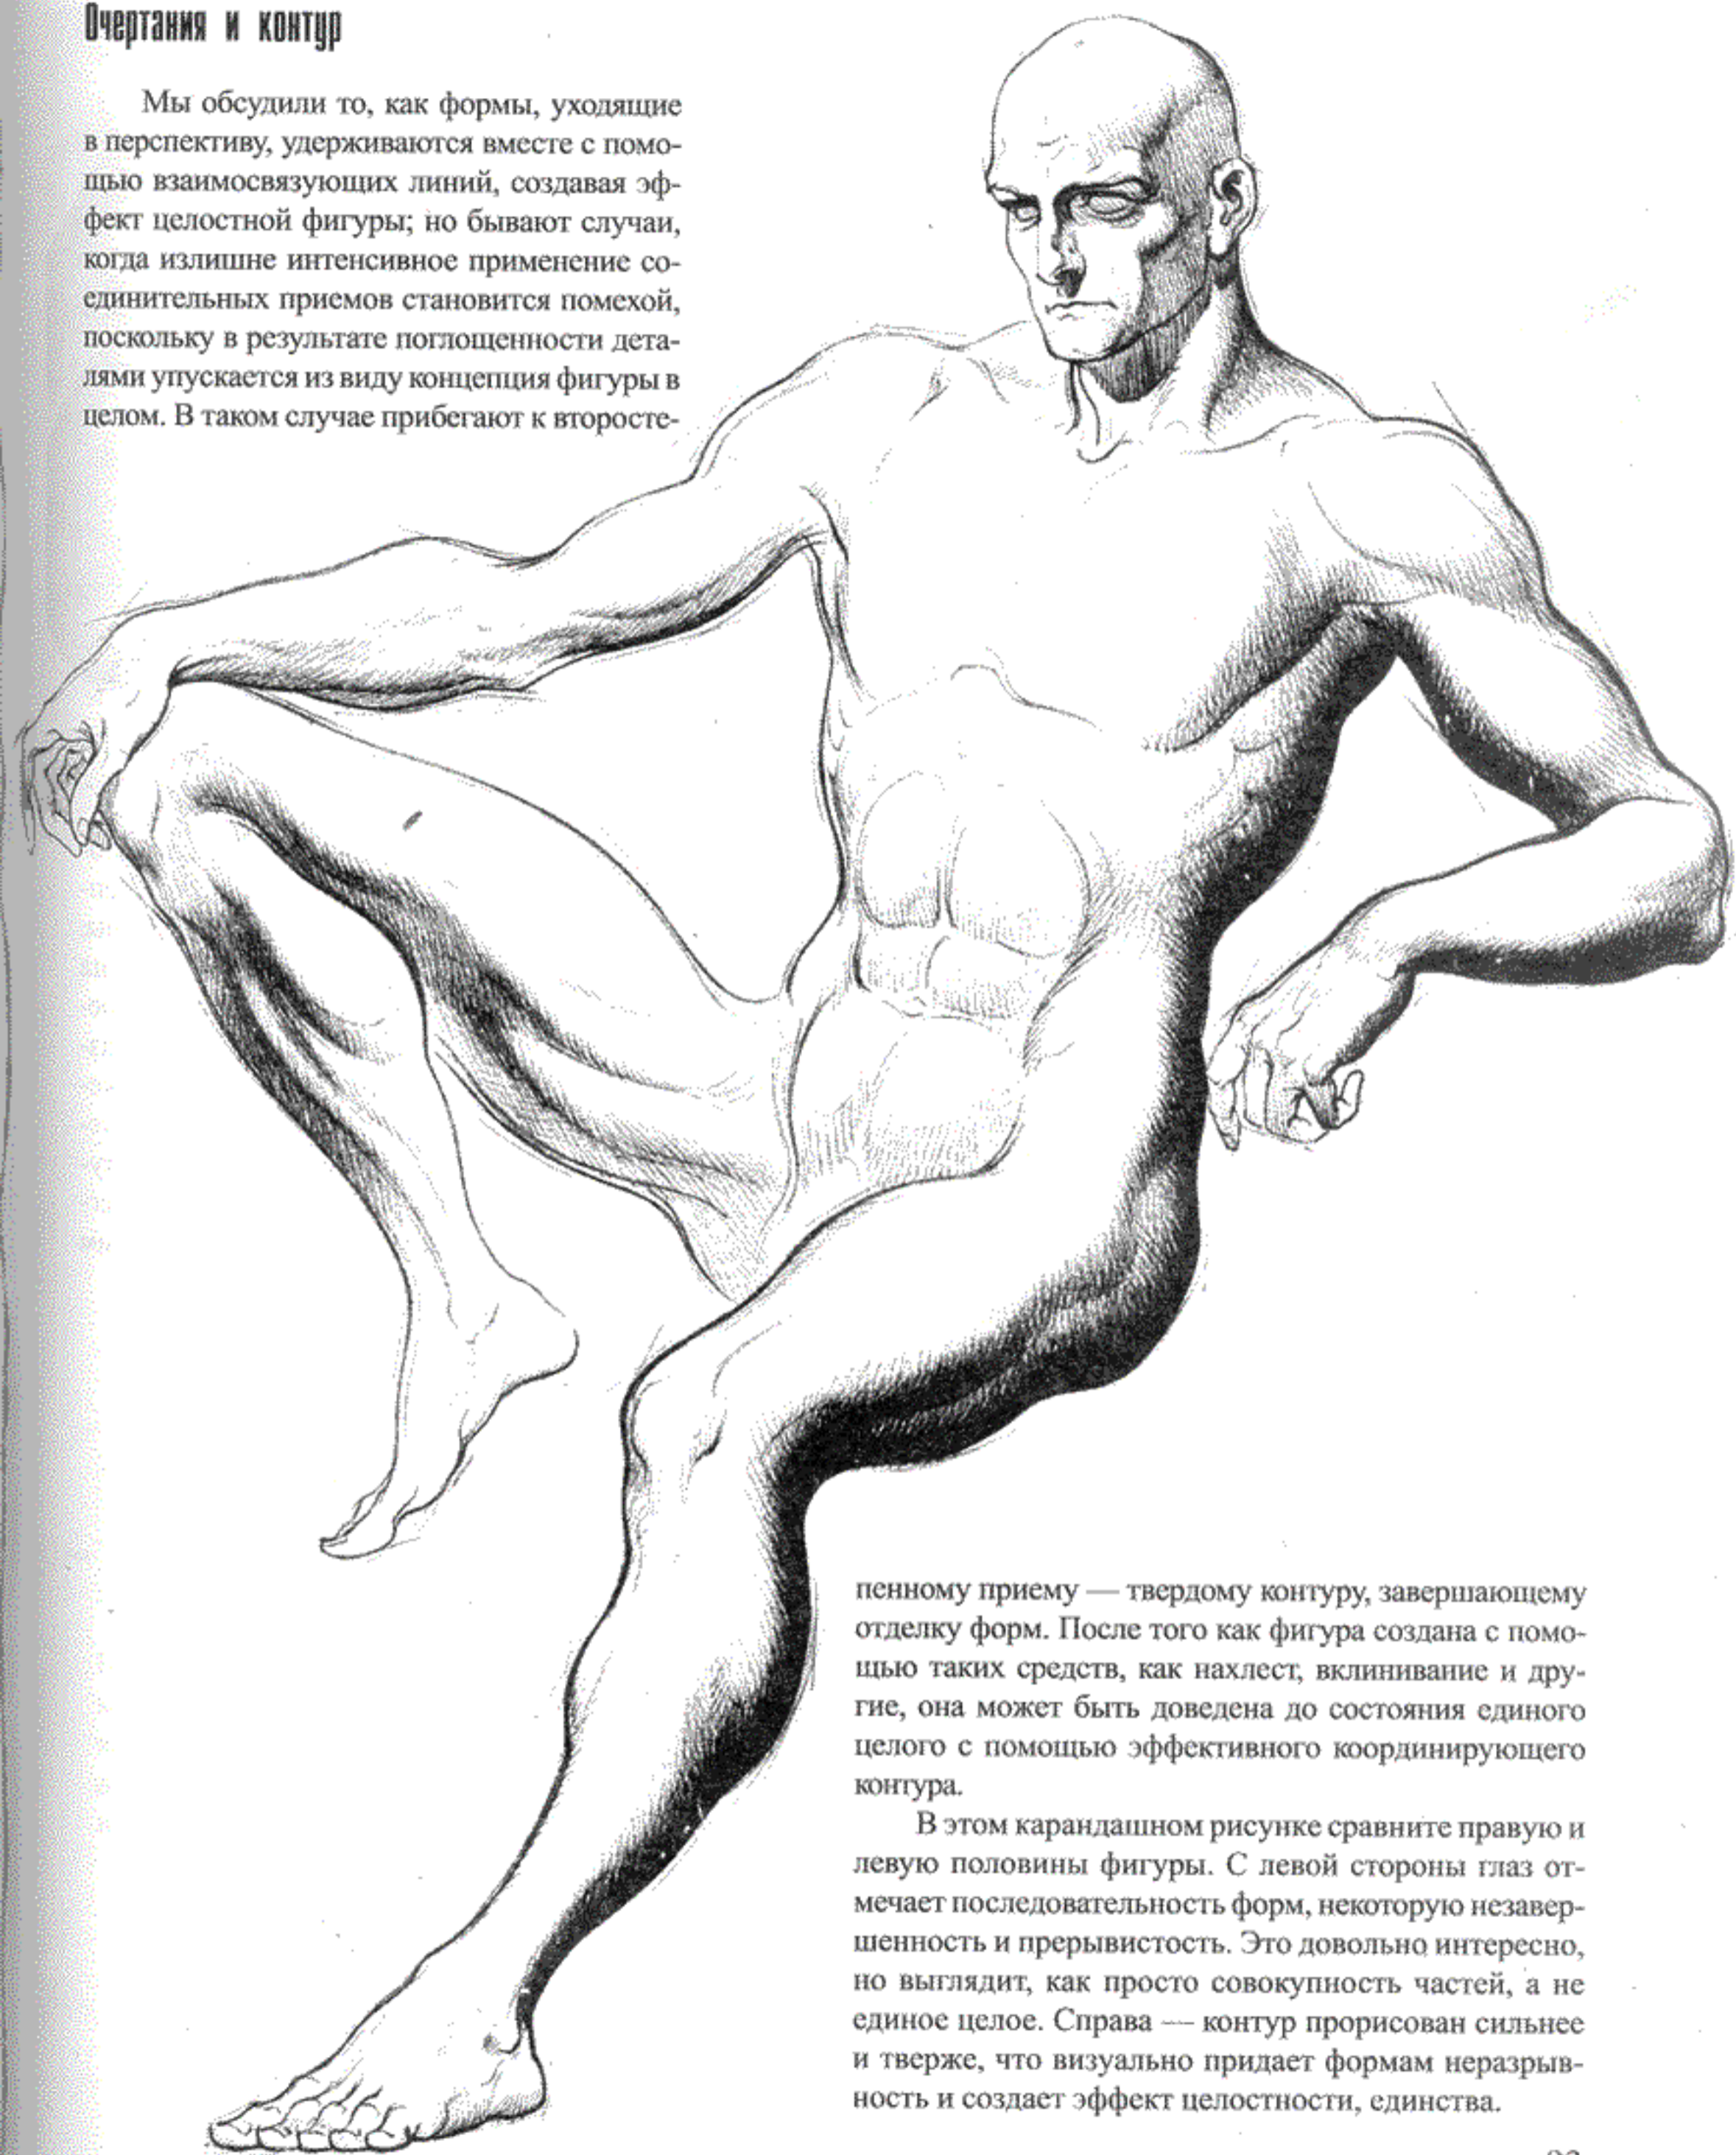 Очертания и контур
Мы обсудили то, как формы, уходящие
в перспективу, удерживаются вместе с помо-
щью взаимосвязующих линий, создавая эф-
фект целостной фигуры; но бывают случаи,
когда излишне интенсивное применение со-
единительных приемов становится помехой,
поскольку в результате поглощенности дета-
лями упускается из виду концепция фигуры в
целом. В таком случае прибегают к второсте-
пенному приему — твердому контуру, завершающему
отделку форм. После того как фигура создана с помо-
щью таких средств, как нахлест, вклинивание и дру-
гие, она может быть доведена до состояния единого
целого с помощью эффективного координирующего
контура.
В этом карандашном рисунке сравните правую и
левую половины фигуры. С левой стороны глаз от-
мечает последовательность форм, некоторую незавер-
шенность и прерывистость. Это довольно интересно,
но выглядит, как просто совокупность частей, а не
единое целое. Справа — контур прорисован сильнее
и тверже, что визуально придает формам неразрыв-
ность и создает эффект целостности, единства.